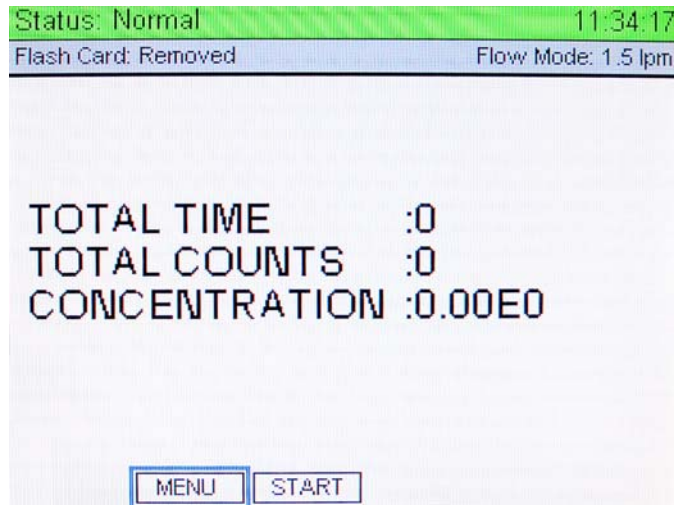 Status: Normal 11:34:17
Flash Card: Removed Flow Mode: 1.5 lpm
TOTAL TIME :0
TOTAL COUNTS :0
CONCENTRATION :0.00E0
MENU START